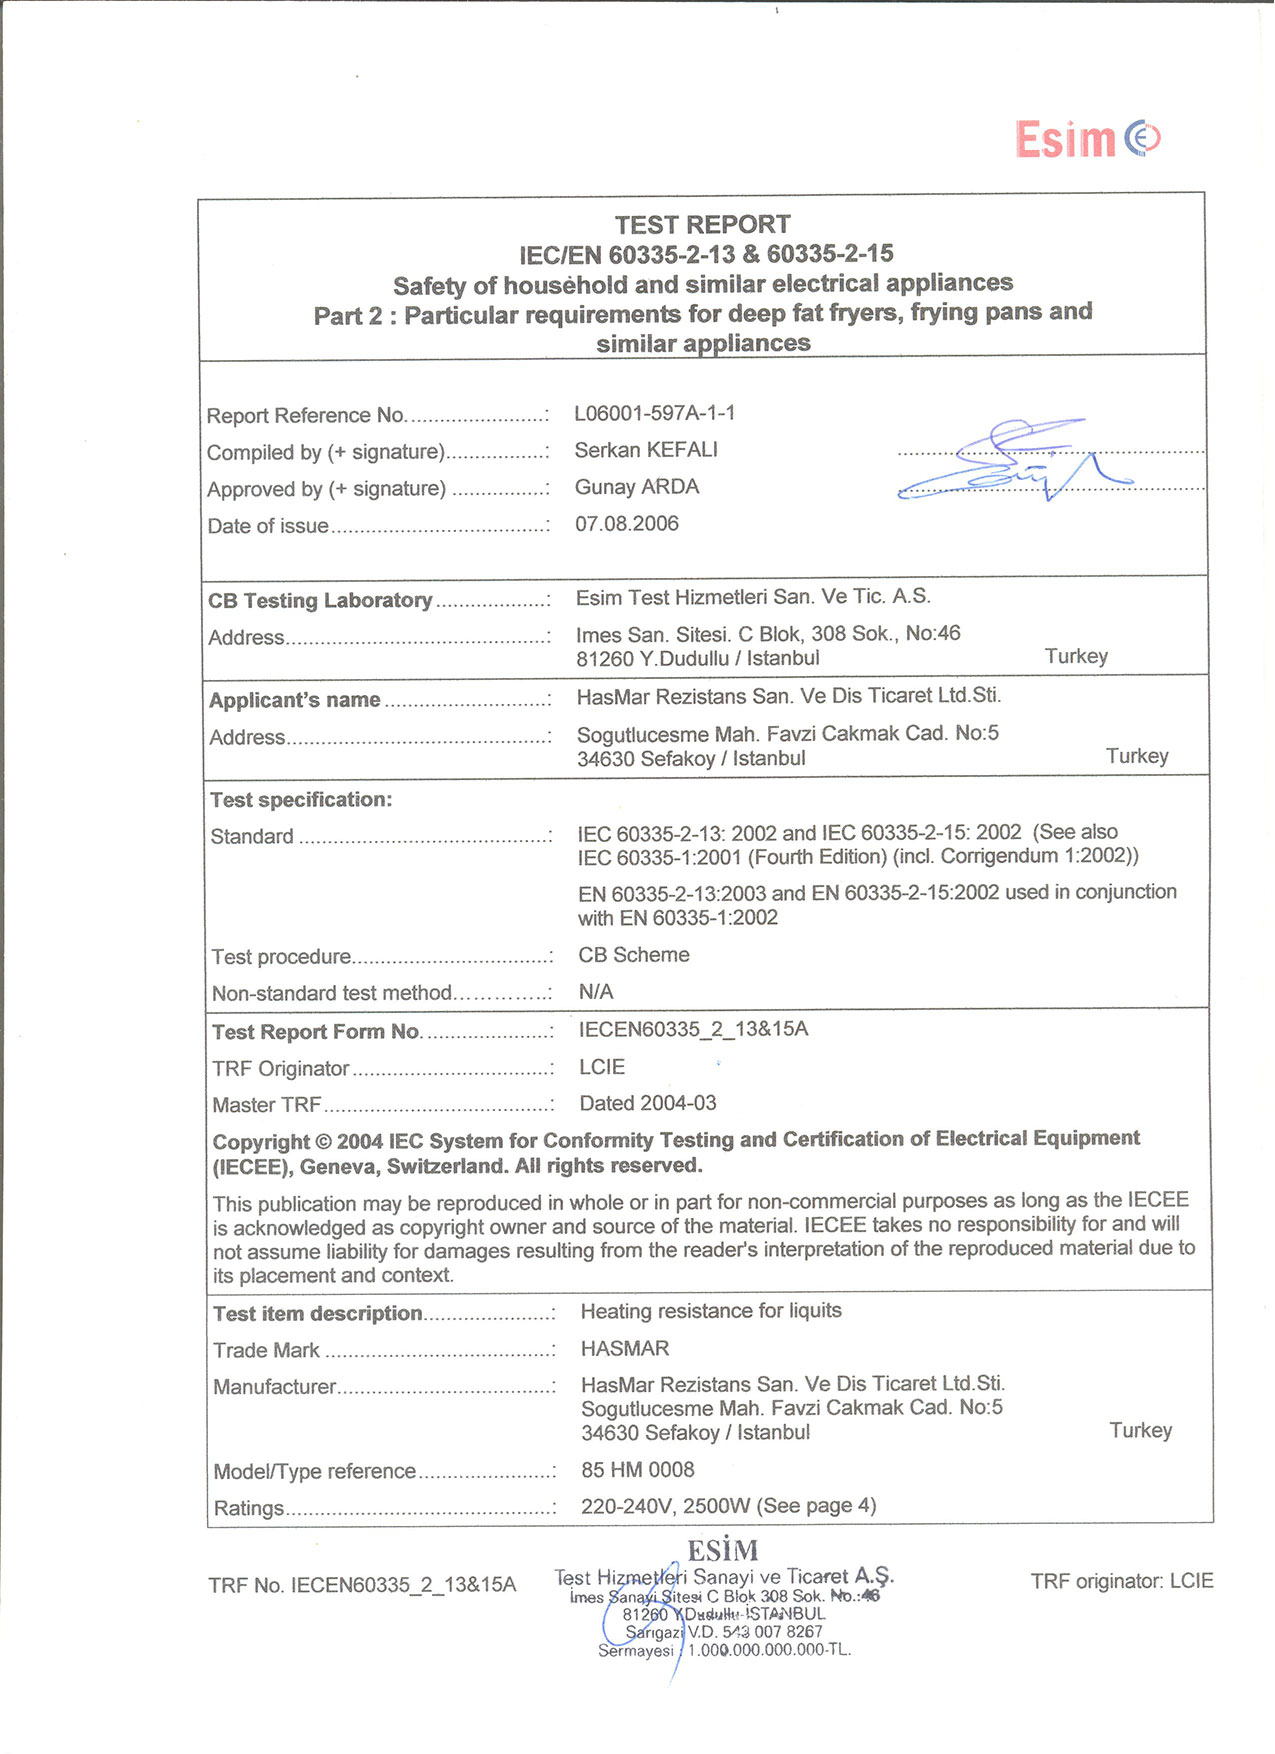 Esim CE
TEST REPORT
IEC/EN 60335-2-13 & 60335-2-15
Safety of household and similar electrical appliances
Part 2 : Particular requirements for deep fat fryers, frying pans and
similar appliances
Report Reference No.......................: L06001-597A-1-1
Compiled by (+ signature).................: Serkan KEFALI
Approved by (+ signature) ................: Gunay ARDA
Date of issue....................................: 07.08.2006
CB Testing Laboratory...................: Esim Test Hizmetleri San. Ve Tic. A.S.
Address...........................................: Imes San. Sitesi. C Blok, 308 Sok., No:46
81260 Y.Dudullu / Istanbul Turkey
Applicant's name...........................: HasMar Rezistans San. Ve Dis Ticaret Ltd.Sti.
Address...........................................: Sogutlucesme Mah. Favzi Cakmak Cad. No:5
34630 Sefakoy / Istanbul Turkey
Test specification:
Standard .........................................: IEC 60335-2-13: 2002 and IEC 60335-2-15: 2002 (See also
IEC 60335-1:2001 (Fourth Edition) (incl. Corrigendum 1:2002))
EN 60335-2-13:2003 and EN 60335-2-15:2002 used in conjunction
with EN 60335-1:2002
Test procedure.................................: CB Scheme
Non-standard test method..............: N/A
Test Report Form No.....................: IECEN60335_2_13&15A
TRF Originator.................................: LCIE
Master TRF......................................: Dated 2004-03
Copyright © 2004 IEC System for Conformity Testing and Certification of Electrical Equipment
(IECEE), Geneva, Switzerland. All rights reserved.
This publication may be reproduced in whole or in part for non-commercial purposes as long as the IECEE
is acknowledged as copyright owner and source of the material. IECEE takes no responsibility for and will
not assume liability for damages resulting from the reader's interpretation of the reproduced material due to
its placement and context.
Test item description.....................: Heating resistance for liquits
Trade Mark ......................................: HASMAR
Manufacturer....................................: HasMar Rezistans San. Ve Dis Ticaret Ltd.Sti.
Sogutlucesme Mah. Favzi Cakmak Cad. No:5
34630 Sefakoy / Istanbul Turkey
Model/Type reference......................: 85 HM 0008
Ratings.............................................: 220-240V, 2500W (See page 4)
TRF No. IECEN60335_2_13&15A
TRF originator: LCIE
ESİM
Test Hizmetleri Sanayi ve Ticaret A.Ş.
İmes Sanayi Sitesi C Blok 308 Sok. No.:46
81260 Y.Dudullu-İSTANBUL
Sarıgazi V.D. 543 007 8267
Sermayesi : 1.000.000.000.000-TL.